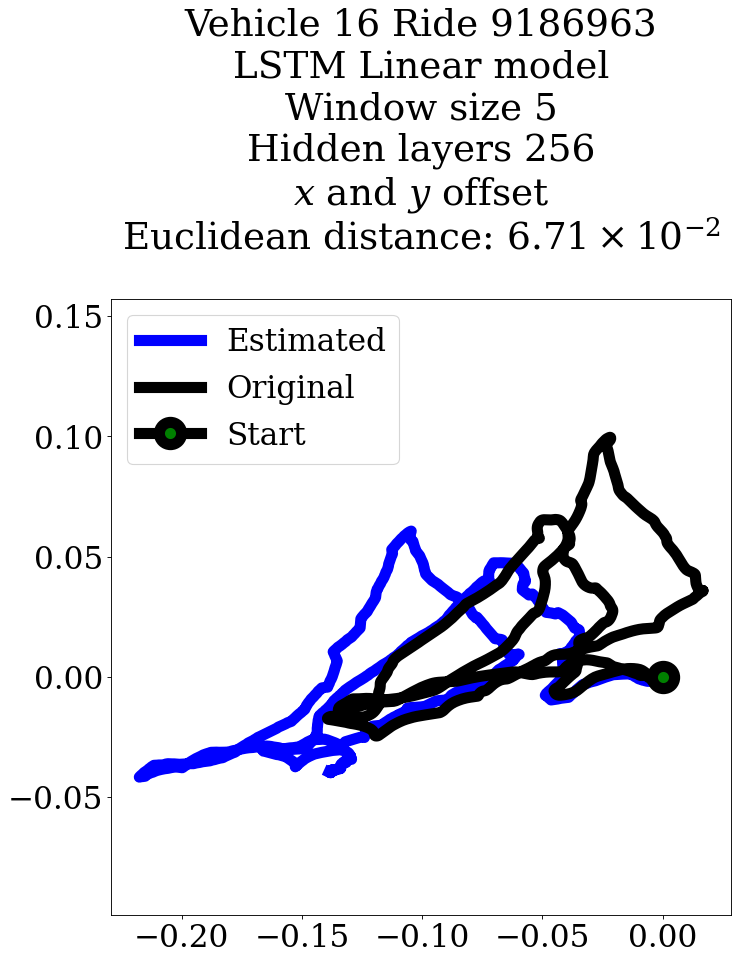 Vehicle 16 Ride 9186963
LSTM Linear model
Window size 5
Hidden layers 256
x and y offset
Euclidean distance: 6.71 × 10⁻²
0.15
0.10
0.05
0.00
−0.05
Estimated
Original
Start
−0.20 −0.15 −0.10 −0.05 0.00